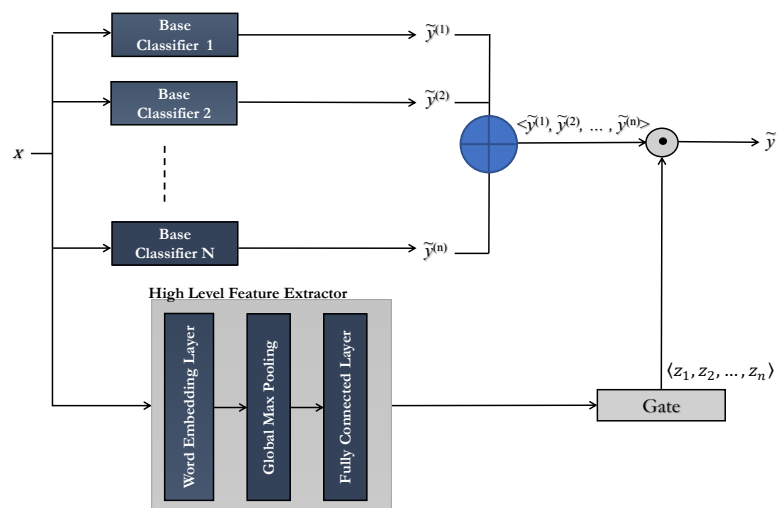 Base
Classifier 1
ỹ⁽¹⁾
Base
Classifier 2
ỹ⁽²⁾
<ỹ⁽¹⁾, ỹ⁽²⁾, ... , ỹ⁽ⁿ⁾>
ỹ
x
Base
Classifier N
ỹ⁽ⁿ⁾
High Level Feature Extractor
Word Embedding Layer
Global Max Pooling
Fully Connected Layer
⟨z₁, z₂, ..., zₙ⟩
Gate